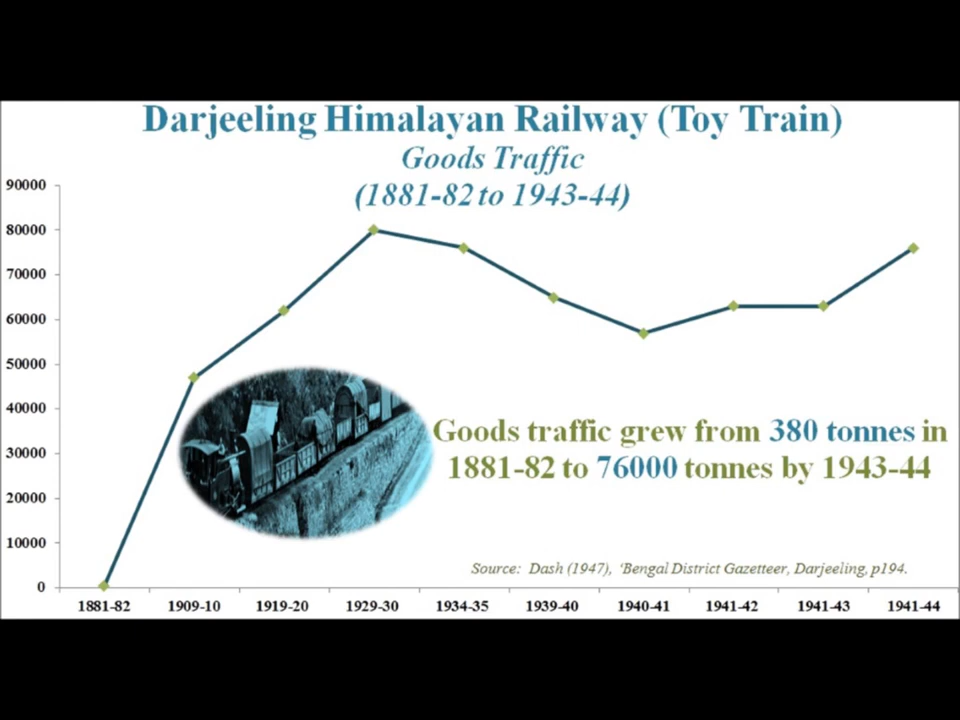 Darjeeling Himalayan Railway (Toy Train)
Goods Traffic
(1881-82 to 1943-44)
90000
80000
70000
60000
50000
40000
30000
20000
10000
0
Goods traffic grew from 380 tonnes in
1881-82 to 76000 tonnes by 1943-44
Source: Dash (1947), ‘Bengal District Gazetteer, Darjeeling, p194.
1881-82 1909-10 1919-20 1929-30 1934-35 1939-40 1940-41 1941-42 1941-43 1941-44